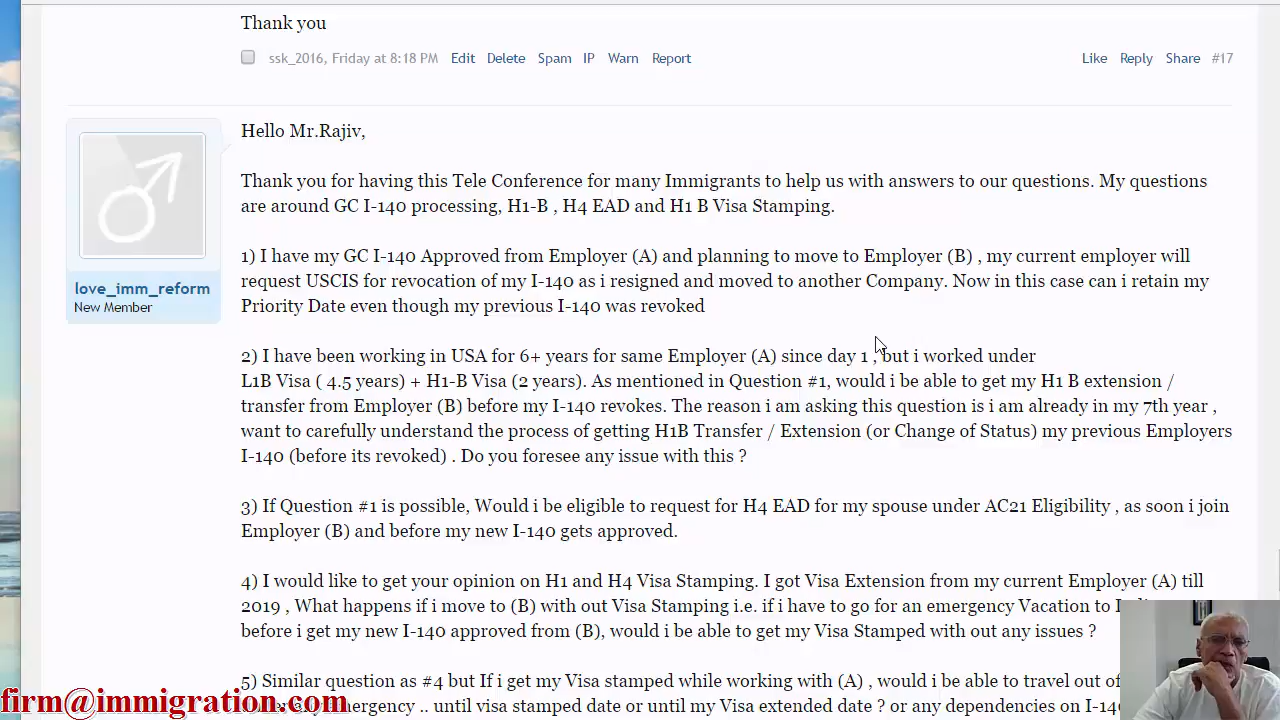 Thank you
ssk_2016, Friday at 8:18 PM Edit Delete Spam IP Warn Report Like Reply Share #17
love_imm_reform
New Member
Hello Mr.Rajiv,
Thank you for having this Tele Conference for many Immigrants to help us with answers to our questions. My questions
are around GC I-140 processing, H1-B , H4 EAD and H1 B Visa Stamping.
1) I have my GC I-140 Approved from Employer (A) and planning to move to Employer (B) , my current employer will
request USCIS for revocation of my I-140 as i resigned and moved to another Company. Now in this case can i retain my
Priority Date even though my previous I-140 was revoked
2) I have been working in USA for 6+ years for same Employer (A) since day 1 , but i worked under
L1B Visa ( 4.5 years) + H1-B Visa (2 years). As mentioned in Question #1, would i be able to get my H1 B extension /
transfer from Employer (B) before my I-140 revokes. The reason i am asking this question is i am already in my 7th year ,
want to carefully understand the process of getting H1B Transfer / Extension (or Change of Status) my previous Employers
I-140 (before its revoked) . Do you foresee any issue with this ?
3) If Question #1 is possible, Would i be eligible to request for H4 EAD for my spouse under AC21 Eligibility , as soon i join
Employer (B) and before my new I-140 gets approved.
4) I would like to get your opinion on H1 and H4 Visa Stamping. I got Visa Extension from my current Employer (A) till
2019 , What happens if i move to (B) with out Visa Stamping i.e. if i have to go for an emergency Vacation to
before i get my new I-140 approved from (B), would i be able to get my Visa Stamped with out any issues ?
5) Similar question as #4 but If i get my Visa stamped while working with (A) , would i be able to travel out of
.. until visa stamped date or until my Visa extended date ? or any dependencies on
firm@immigration.com